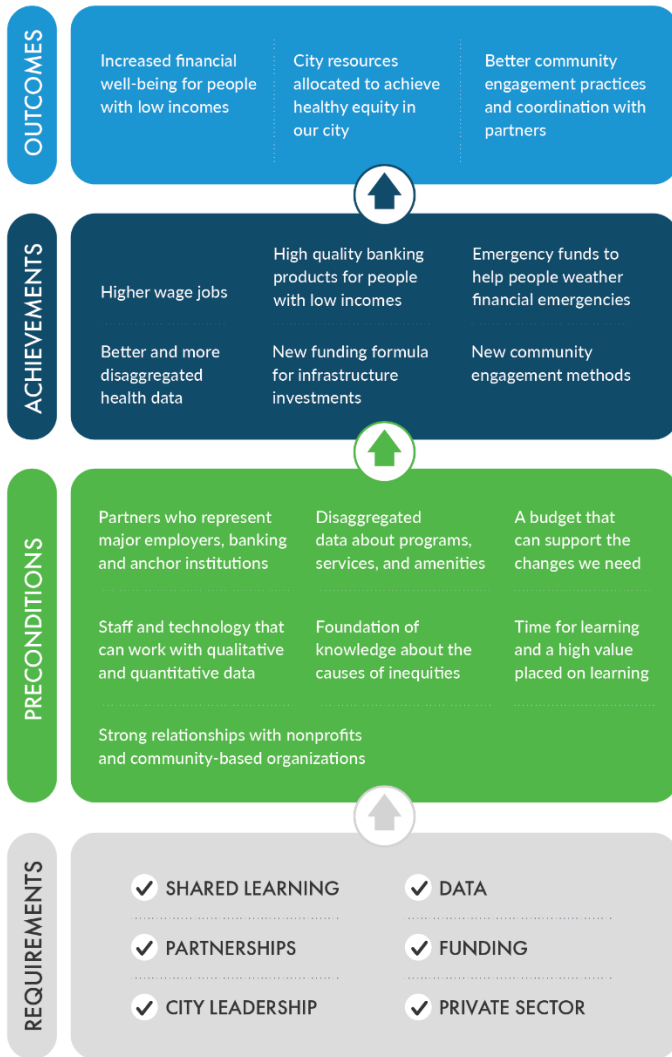 OUTCOMES
Increased financial
well-being for people
with low incomes
City resources
allocated to achieve
healthy equity in
our city
Better community
engagement practices
and coordination with
partners
ACHIEVEMENTS
Higher wage jobs
High quality banking
products for people
with low incomes
Emergency funds to
help people weather
financial emergencies
Better and more
disaggregated
health data
New funding formula
for infrastructure
investments
New community
engagement methods
PRECONDITIONS
Partners who represent
major employers, banking
and anchor institutions
Disaggregated
data about programs,
services, and amenities
A budget that
can support the
changes we need
Staff and technology that
can work with qualitative
and quantitative data
Foundation of
knowledge about the
causes of inequities
Time for learning
and a high value
placed on learning
Strong relationships with nonprofits
and community-based organizations
REQUIREMENTS
SHARED LEARNING
DATA
PARTNERSHIPS
FUNDING
CITY LEADERSHIP
PRIVATE SECTOR